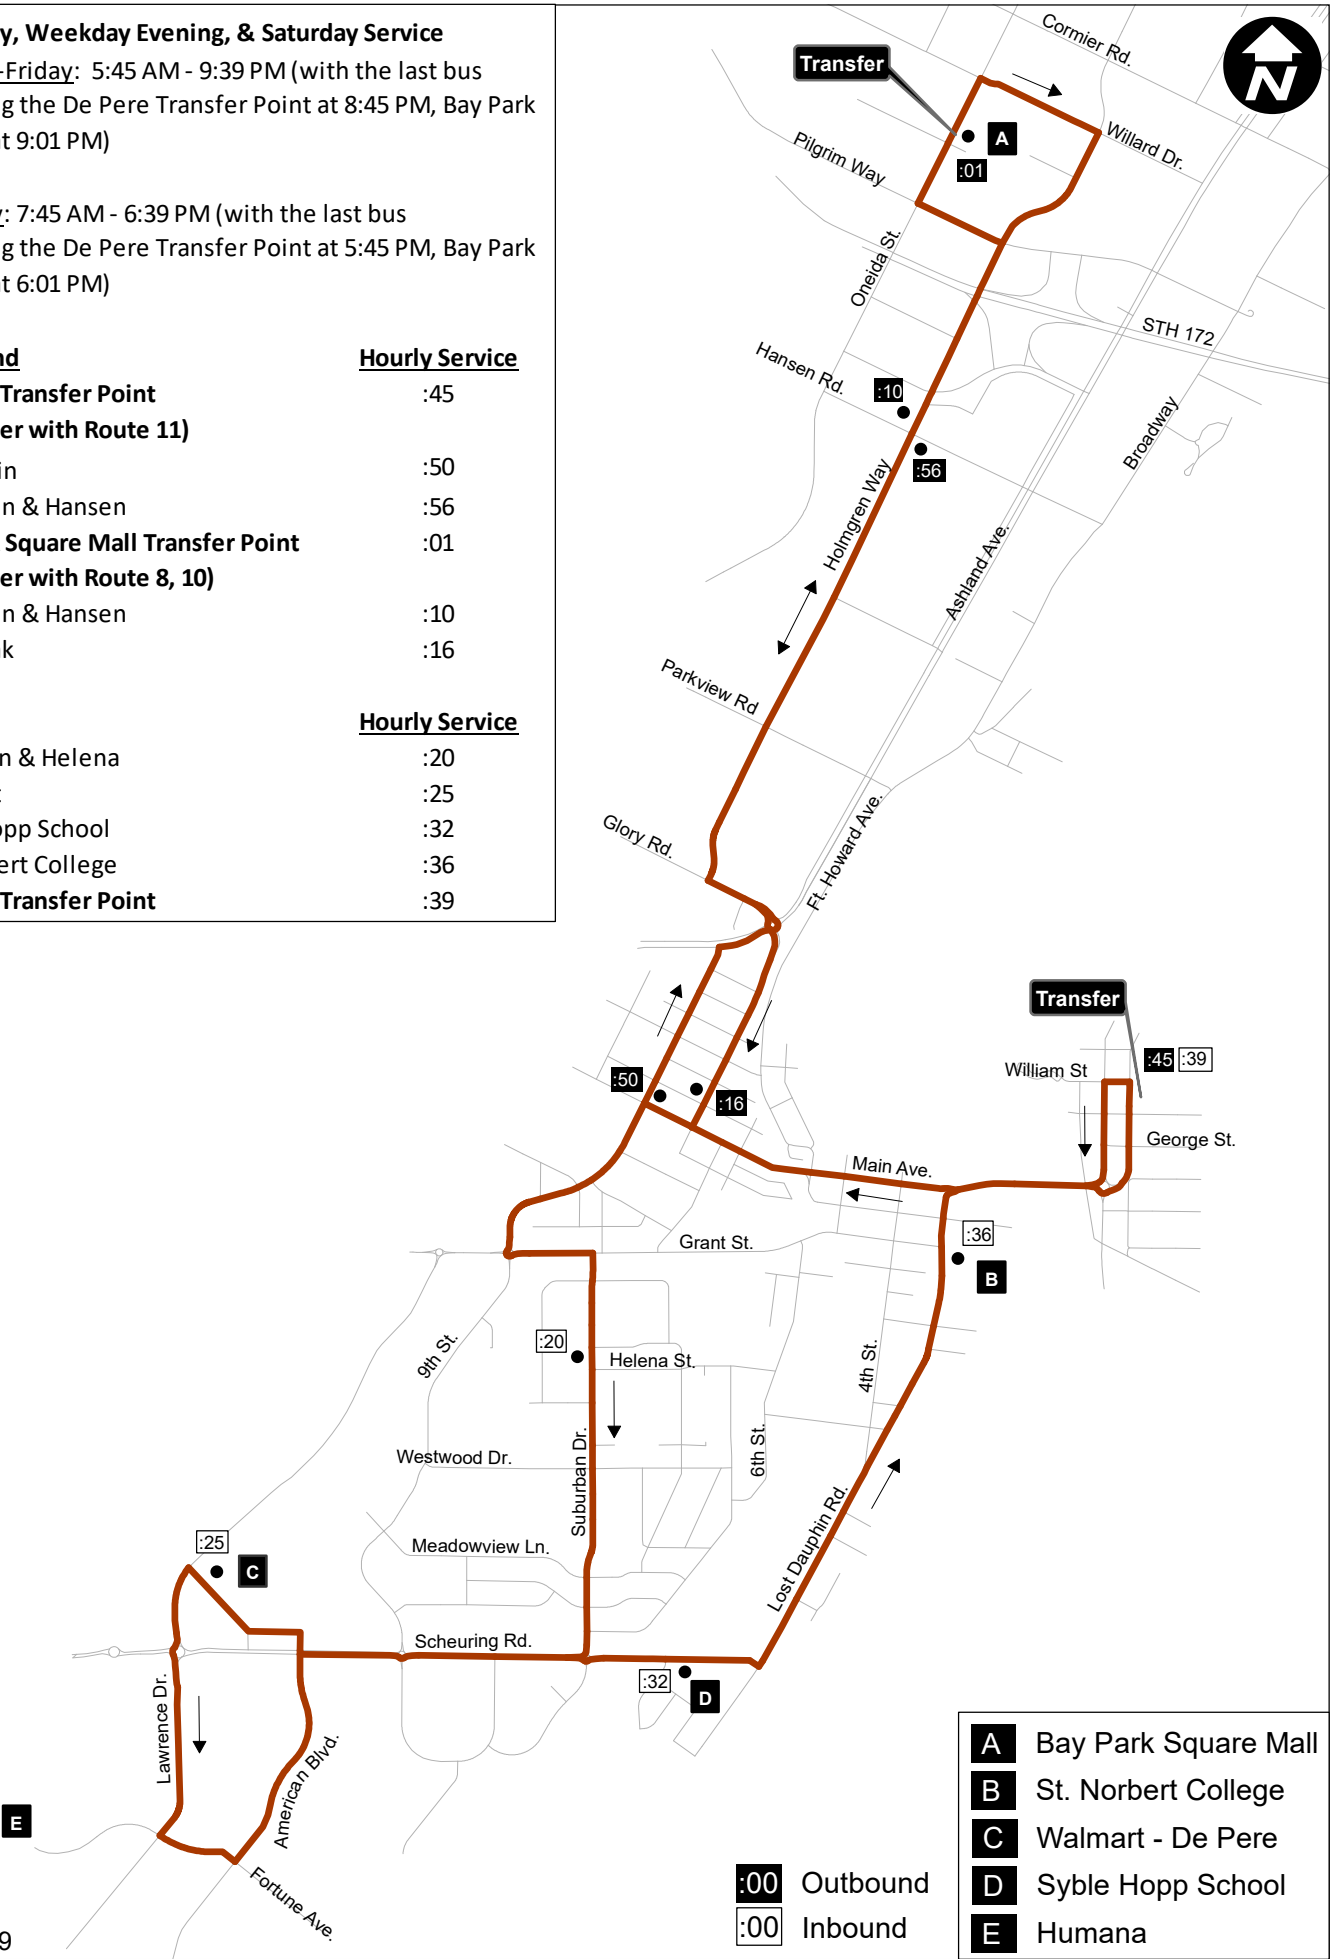 y, Weekday Evening, & Saturday Service
-Friday: 5:45 AM - 9:39 PM (with the last bus
g the De Pere Transfer Point at 8:45 PM, Bay Park
at 9:01 PM)
y: 7:45 AM - 6:39 PM (with the last bus
g the De Pere Transfer Point at 5:45 PM, Bay Park
at 6:01 PM)
nd Hourly Service
Transfer Point :45
er with Route 11)
in :50
n & Hansen :56
Square Mall Transfer Point :01
er with Route 8, 10)
n & Hansen :10
ak :16
Hourly Service
n & Helena :20
t :25
opp School :32
ert College :36
Transfer Point :39
Cormier Rd.
N
Transfer
A
:01
Willard Dr.
Pilgrim Way
Oneida St.
STH 172
Hansen Rd.
:10
:56
Broadway
Holmgren Way
Ashland Ave.
Parkview Rd
Glory Rd.
Ft. Howard Ave.
Transfer
:45 :39
William St
George St.
:50
:16
Main Ave.
Grant St.
:36
B
9th St.
:20
Helena St.
4th St.
Westwood Dr.
Suburban Dr.
6th St.
:25
C
Meadowview Ln.
Lost Dauphin Rd.
Scheuring Rd.
:32
D
Lawrence Dr.
American Blvd.
E
Fortune Ave.
9
:00 Outbound
:00 Inbound
A Bay Park Square Mall
B St. Norbert College
C Walmart - De Pere
D Syble Hopp School
E Humana